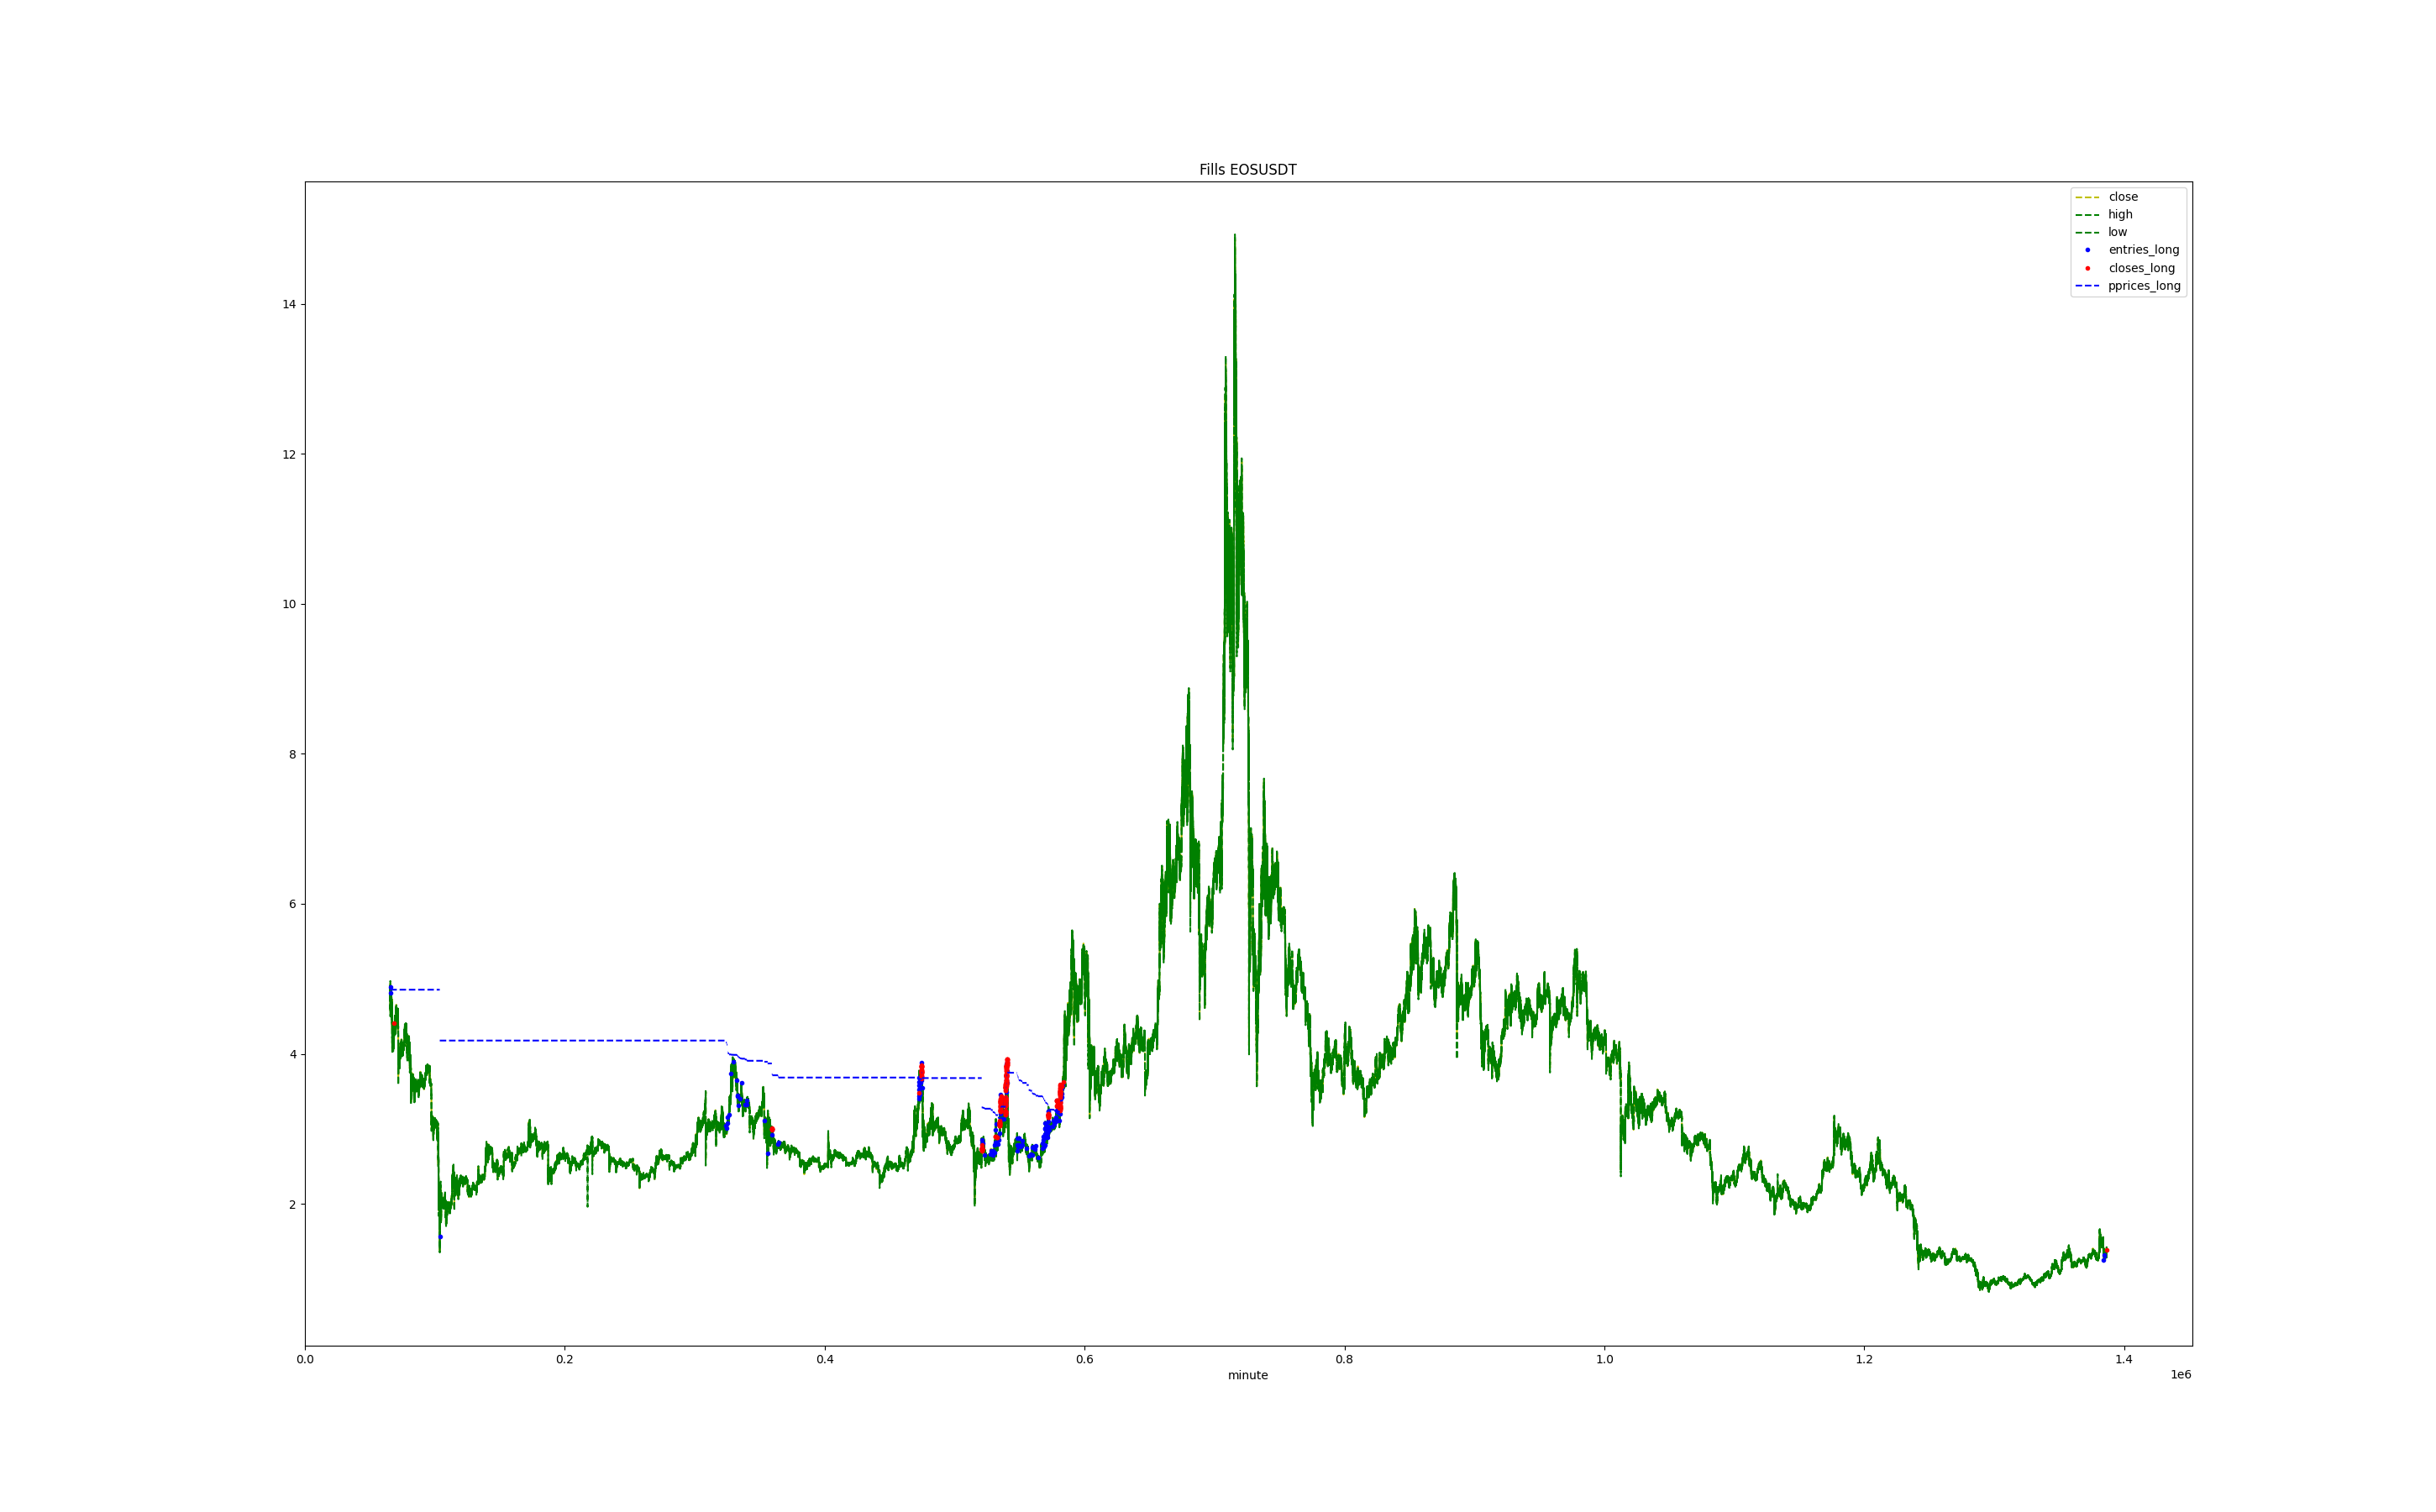 Fills EOSUSDT
close
high
low
entries_long
closes_long
pprices_long
14
12
10
8
6
4
2
0.0 0.2 0.4 0.6 0.8 1.0 1.2 1.4
1e6
minute